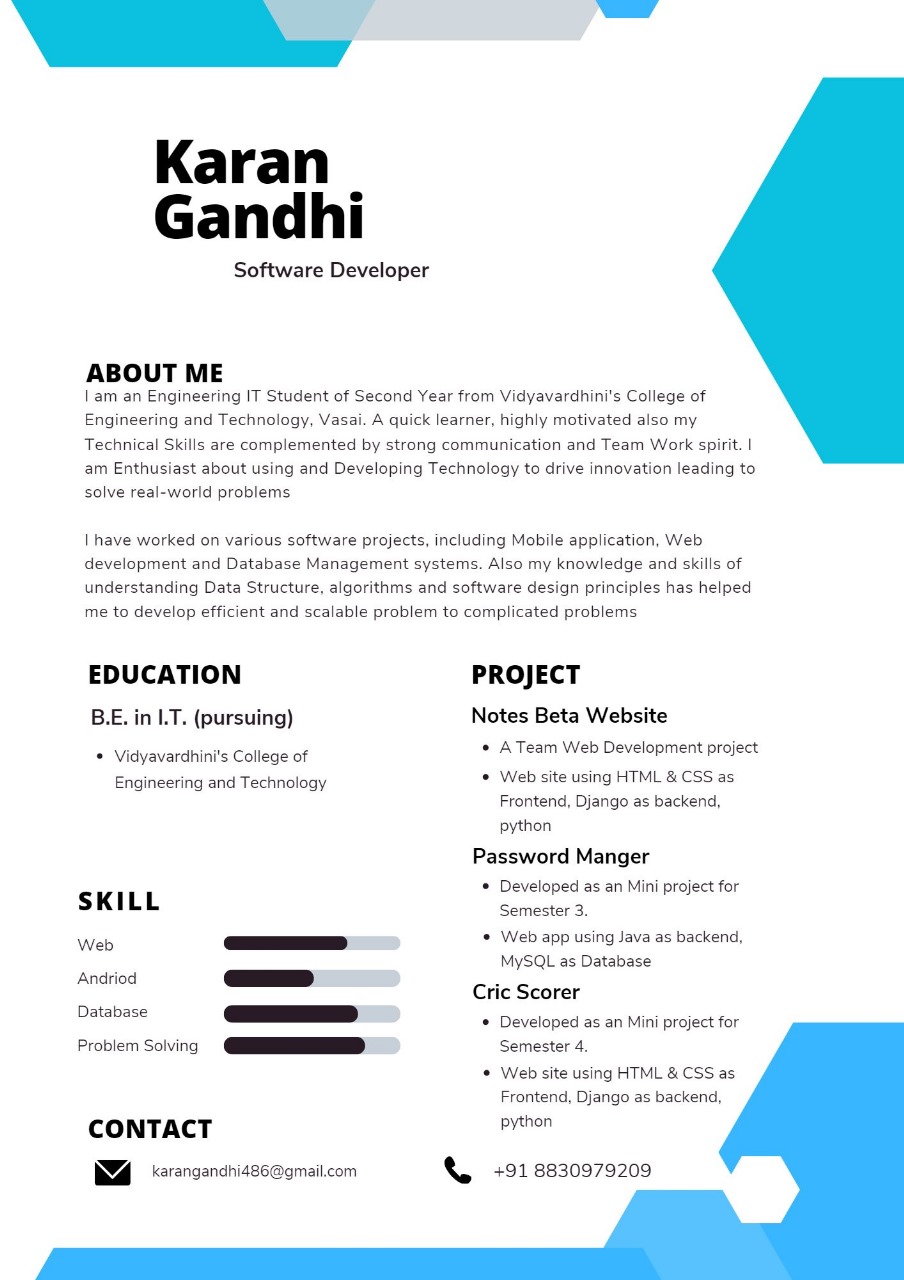 Karan
Gandhi
Software Developer
ABOUT ME
I am an Engineering IT Student of Second Year from Vidyavardhini's College of
Engineering and Technology, Vasai. A quick learner, highly motivated also my
Technical Skills are complemented by strong communication and Team Work spirit. I
am Enthusiast about using and Developing Technology to drive innovation leading to
solve real-world problems
I have worked on various software projects, including Mobile application, Web
development and Database Management systems. Also my knowledge and skills of
understanding Data Structure, algorithms and software design principles has helped
me to develop efficient and scalable problem to complicated problems
EDUCATION
B.E. in I.T. (pursuing)
• Vidyavardhini's College of
Engineering and Technology
SKILL
Web
Andriod
Database
Problem Solving
PROJECT
Notes Beta Website
• A Team Web Development project
• Web site using HTML & CSS as
Frontend, Django as backend,
python
Password Manger
• Developed as an Mini project for
Semester 3.
• Web app using Java as backend,
MySQL as Database
Cric Scorer
• Developed as an Mini project for
Semester 4.
• Web site using HTML & CSS as
Frontend, Django as backend,
python
CONTACT
karangandhi486@gmail.com
+91 8830979209